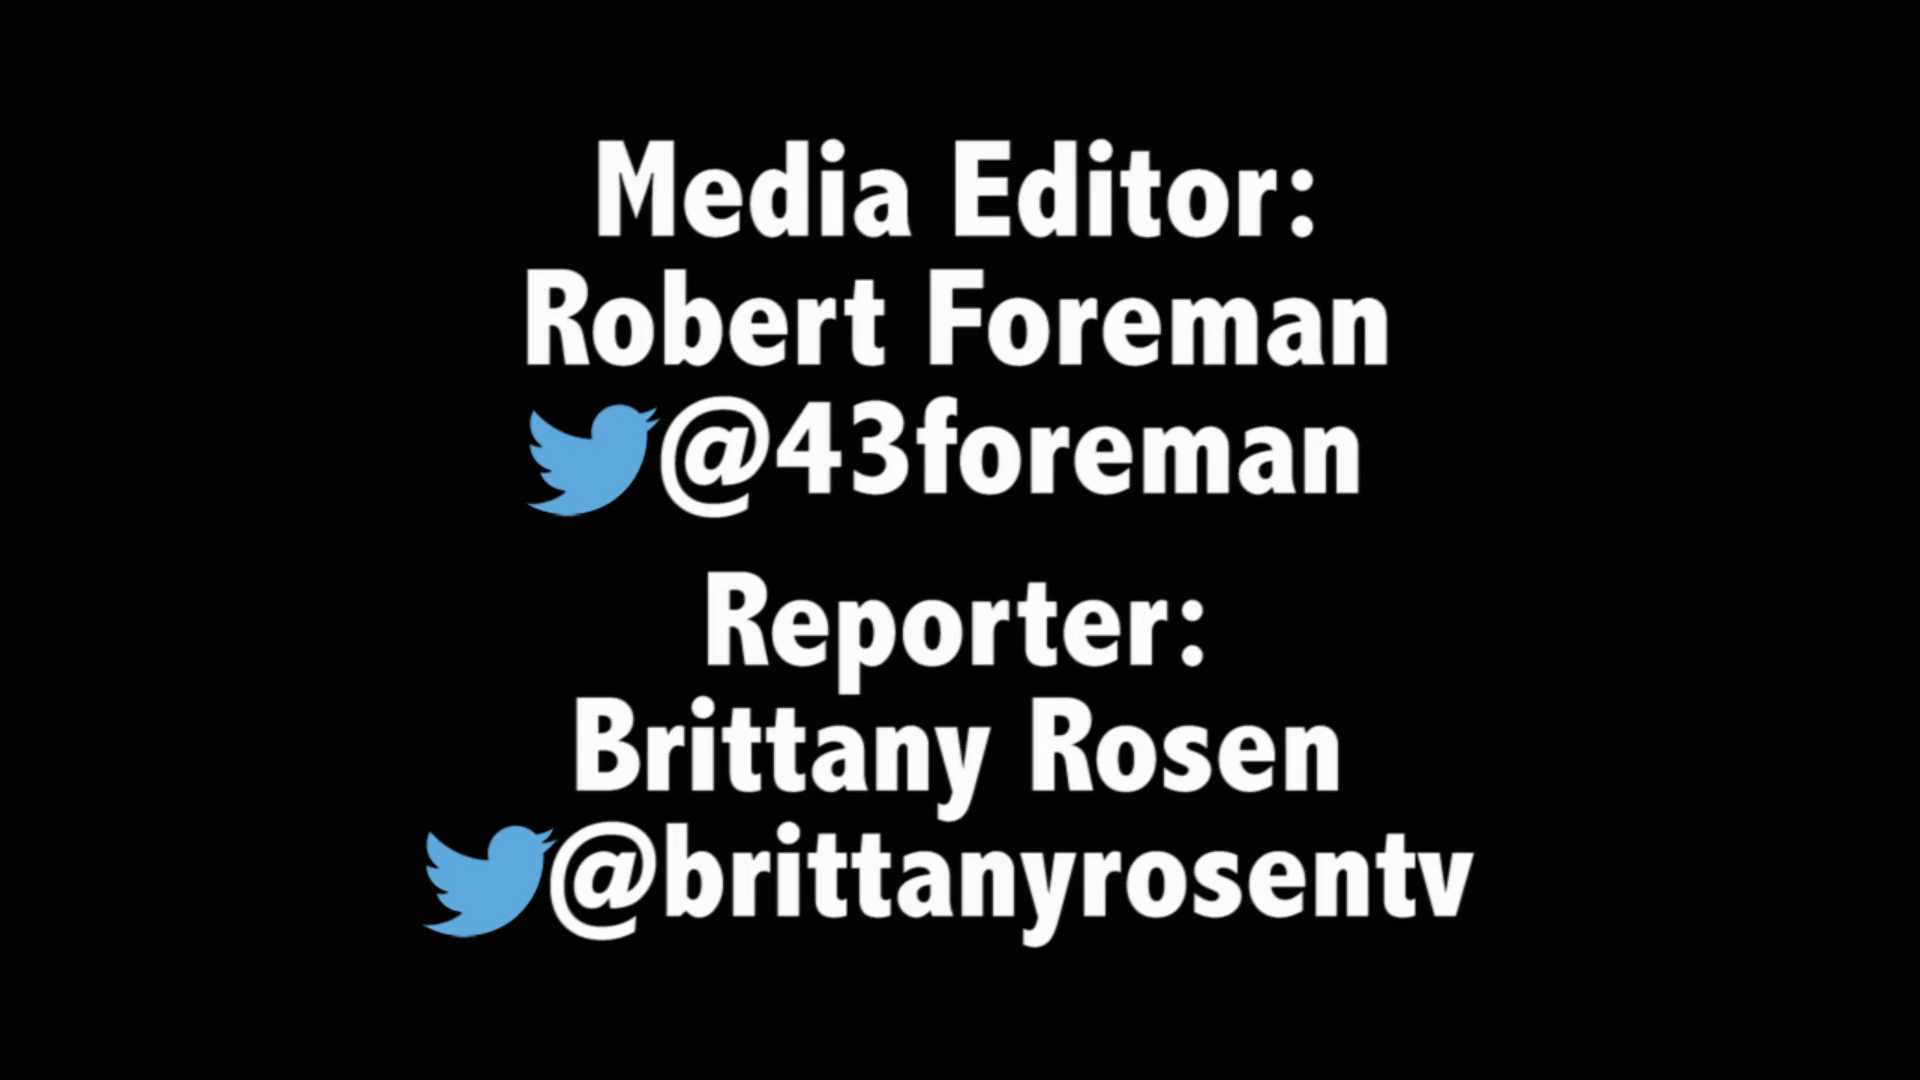 Media Editor:
Robert Foreman
@43foreman
Reporter:
Brittany Rosen
@brittanyrosentv